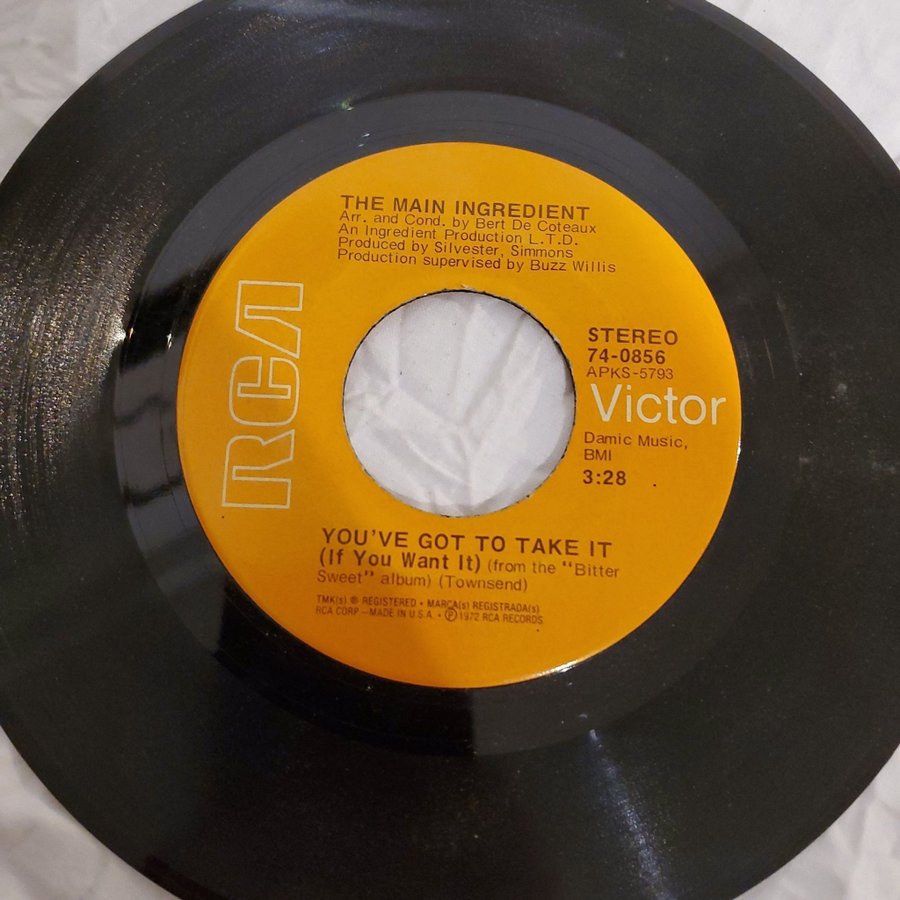 THE MAIN INGREDIENT
Arr. and Cond. by Bert De Coteaux
An Ingredient Production L.T.D.
Produced by Silvester, Simmons
Production supervised by Buzz Willis
RCA
STEREO
74-0856
APKS-5793
Victor
Damic Music,
BMI
3:28
YOU'VE GOT TO TAKE IT
(If You Want It) (from the "Bitter
Sweet" album) (Townsend)
TMK(s) ® REGISTERED • MARCA(s) REGISTRADA(s)
RCA CORP—MADE IN U.S.A. • ℗ 1972 RCA RECORDS